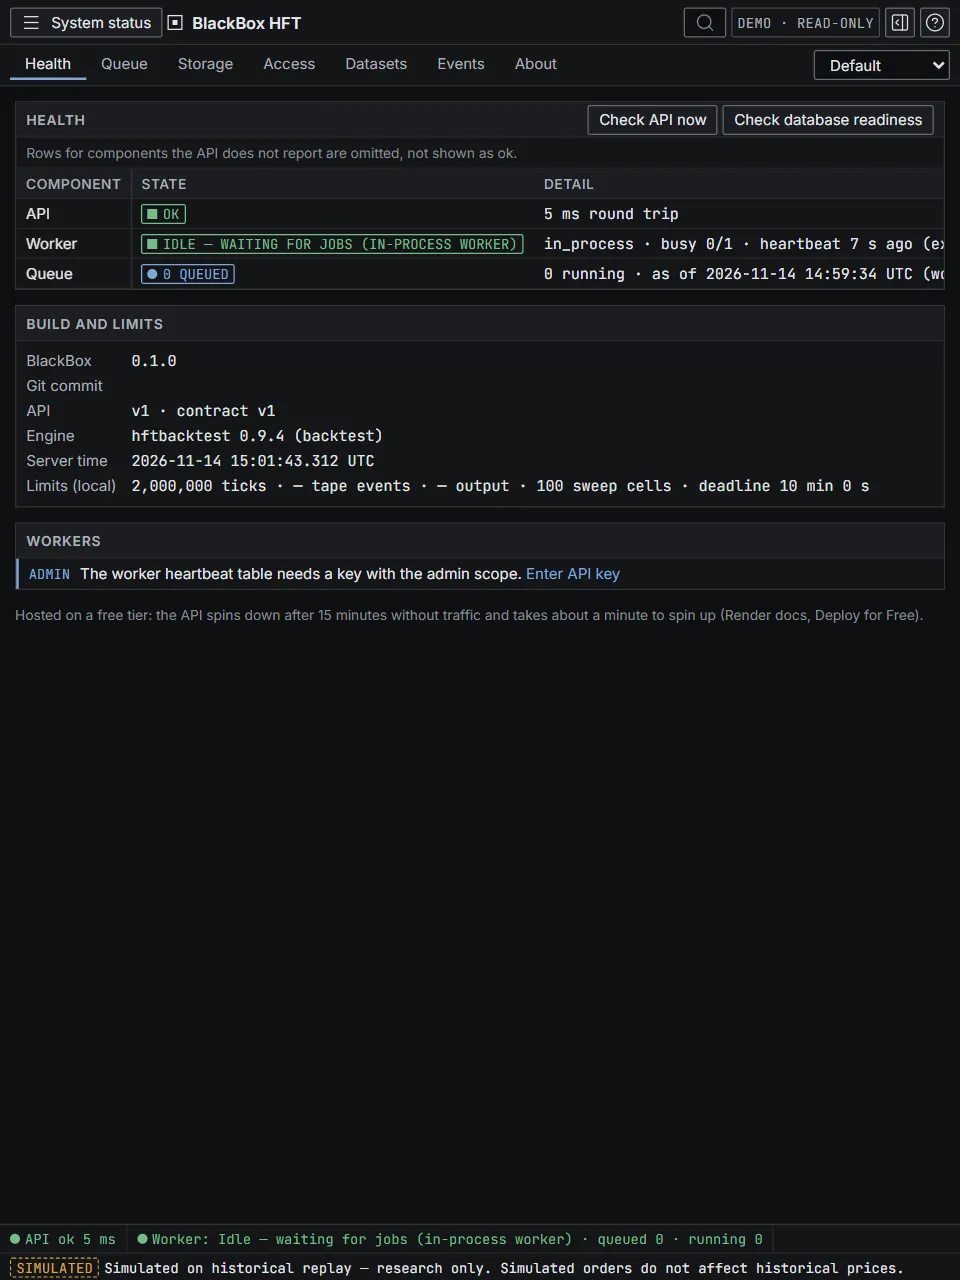 System status BlackBox HFT DEMO · READ-ONLY
Health Queue Storage Access Datasets Events About Default
HEALTH Check API now Check database readiness
Rows for components the API does not report are omitted, not shown as ok.
COMPONENT STATE DETAIL
API OK 5 ms round trip
Worker IDLE — WAITING FOR JOBS (IN-PROCESS WORKER) in_process · busy 0/1 · heartbeat 7 s ago (ex
Queue 0 QUEUED 0 running · as of 2026-11-14 14:59:34 UTC (wo
BUILD AND LIMITS
BlackBox 0.1.0
Git commit
API v1 · contract v1
Engine hftbacktest 0.9.4 (backtest)
Server time 2026-11-14 15:01:43.312 UTC
Limits (local) 2,000,000 ticks · — tape events · — output · 100 sweep cells · deadline 10 min 0 s
WORKERS
ADMIN The worker heartbeat table needs a key with the admin scope. Enter API key
Hosted on a free tier: the API spins down after 15 minutes without traffic and takes about a minute to spin up (Render docs, Deploy for Free).
API ok 5 ms Worker: Idle — waiting for jobs (in-process worker) · queued 0 · running 0
SIMULATED Simulated on historical replay — research only. Simulated orders do not affect historical prices.